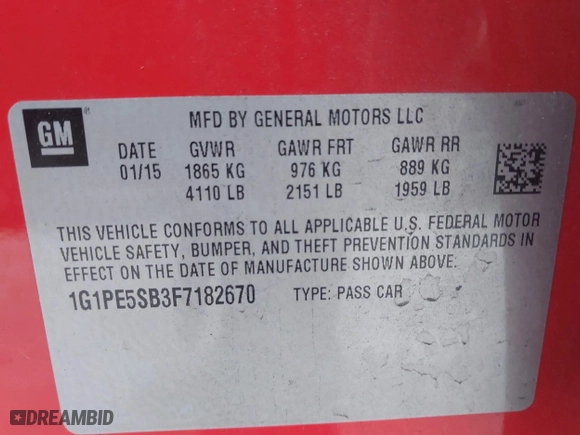 GM
MFD BY GENERAL MOTORS LLC
DATE GVWR GAWR FRT GAWR RR
01/15 1865 KG 976 KG 889 KG
4110 LB 2151 LB 1959 LB
THIS VEHICLE CONFORMS TO ALL APPLICABLE U.S. FEDERAL MOTOR
VEHICLE SAFETY, BUMPER, AND THEFT PREVENTION STANDARDS IN
EFFECT ON THE DATE OF MANUFACTURE SHOWN ABOVE.
1G1PE5SB3F7182670 TYPE: PASS CAR
DREAMBID